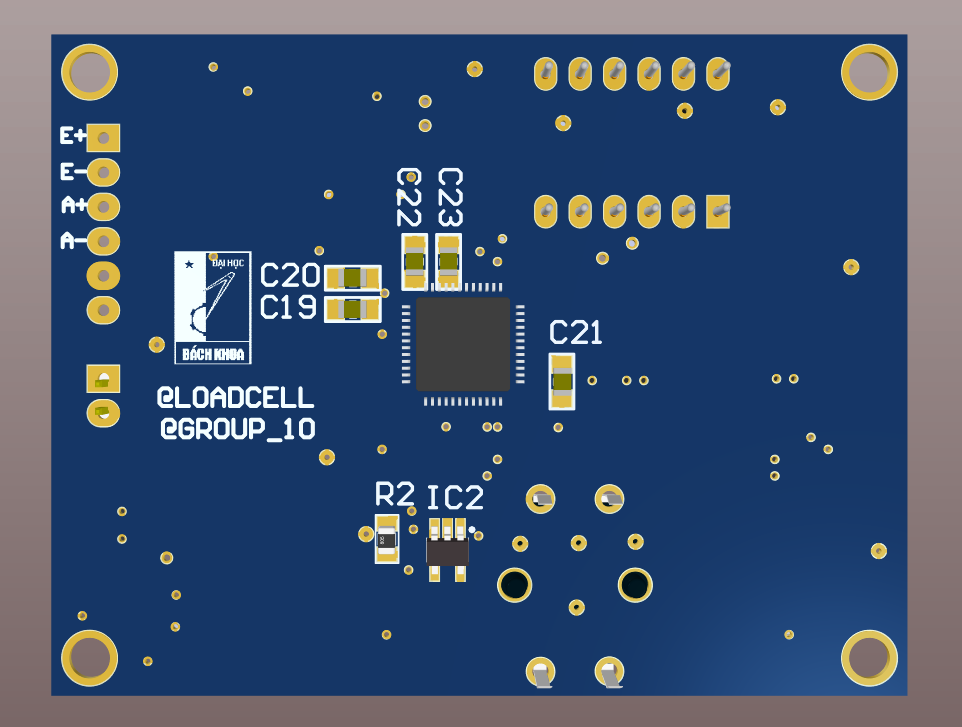 E+
E-
A+
A-
C22
C23
ĐẠI HỌC
BÁCH KHOA
C20
C19
C21
@LOADCELL
@GROUP_10
R2
IC2